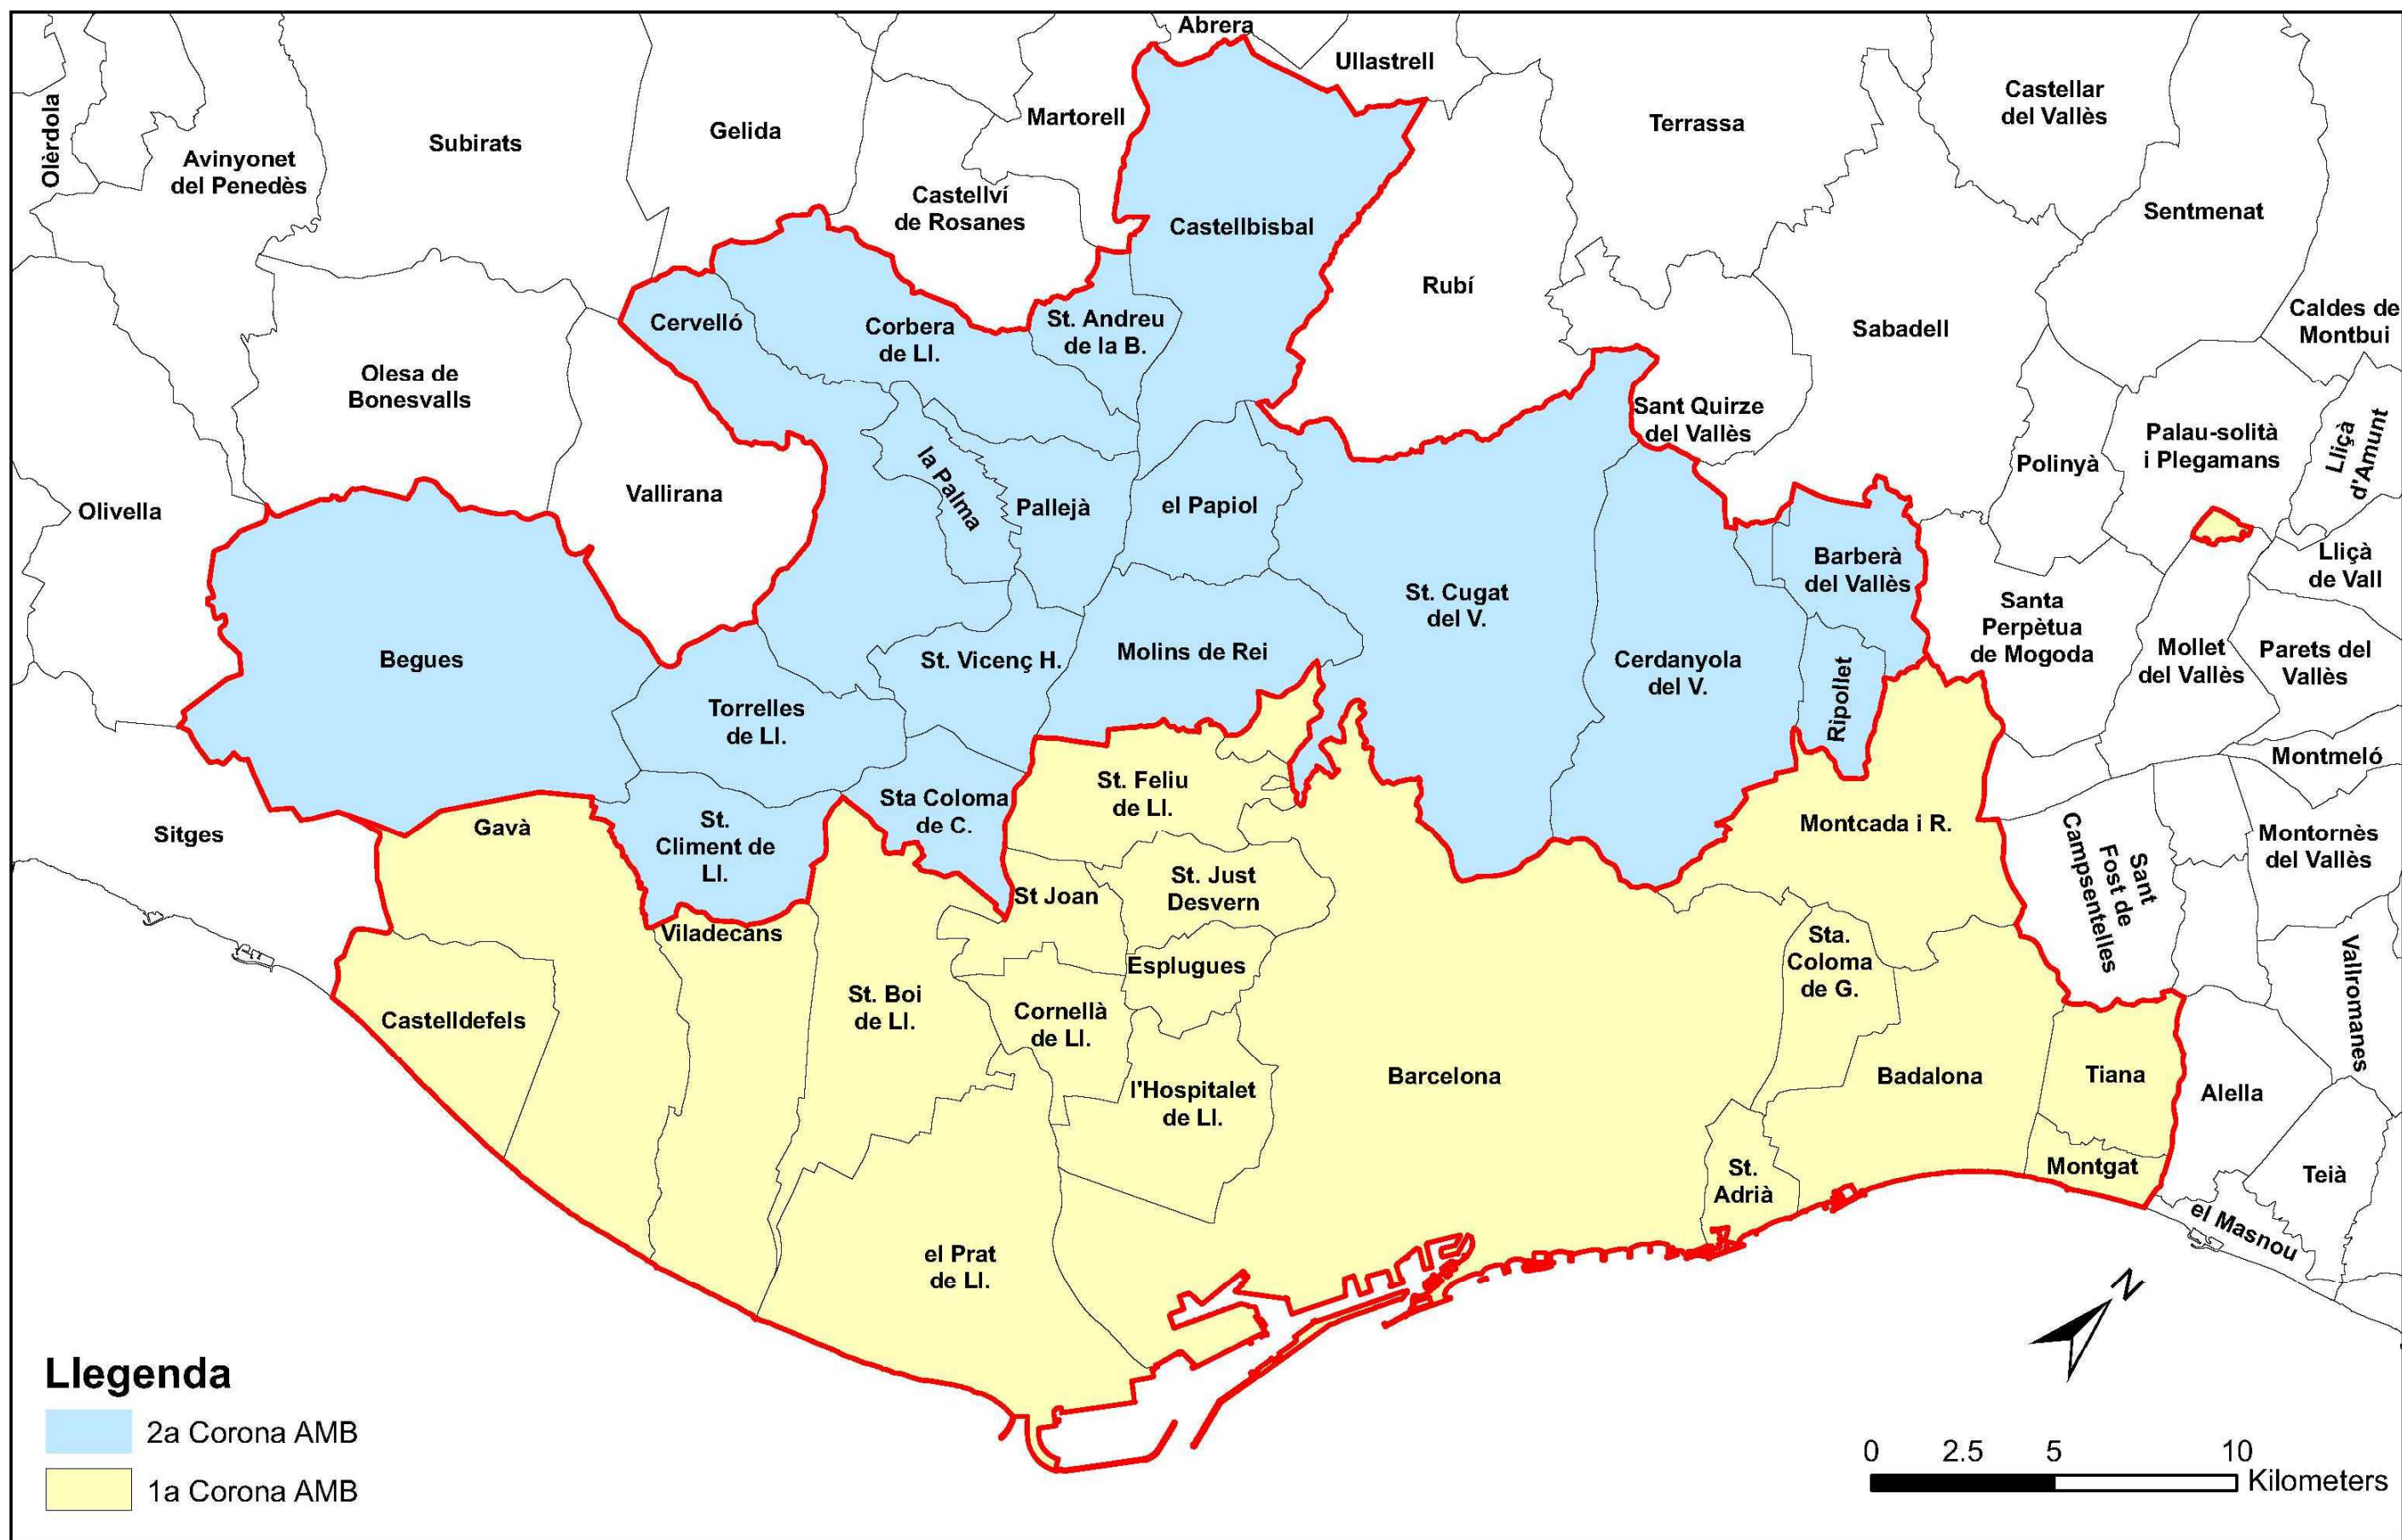 Abrera
Ullastrell
Olèrdola
Martorell
Terrassa
Castellar
del Vallès
Avinyonet
del Penedès
Subirats
Gelida
Castellví
de Rosanes
Castellbisbal
Sentmenat
Rubí
Cervelló
Corbera
de Ll.
St. Andreu
de la B.
Sabadell
Caldes de
Montbui
Olesa de
Bonesvalls
Sant Quirze
del Vallès
Polinyà
Palau-solità
i Plegamans
Lliçà
d'Amunt
Olivella
Vallirana
la Palma
Pallejà
el Papiol
Barberà
del Vallès
Lliçà
de Vall
St. Cugat
del V.
Santa
Perpètua
de Mogoda
Begues
St. Vicenç H.
Molins de Rei
Cerdanyola
del V.
Ripollet
Mollet
del Vallès
Parets del
Vallès
Torrelles
de Ll.
Montmeló
Sitges
Gavà
St.
Climent de
Ll.
Sta Coloma
de C.
St. Feliu
de Ll.
Montcada i R.
Sant
Fost de
Campsentelles
Montornès
del Vallès
St Joan
St. Just
Desvern
Viladecans
Esplugues
Sta.
Coloma
de G.
Vallromanes
Castelldefels
St. Boi
de Ll.
Cornellà
de Ll.
l'Hospitalet
de Ll.
Barcelona
Badalona
Tiana
Alella
St.
Adrià
Montgat
Teià
el Masnou
el Prat
de Ll.
N
Llegenda
2a Corona AMB
1a Corona AMB
0 2.5 5 10
Kilometers